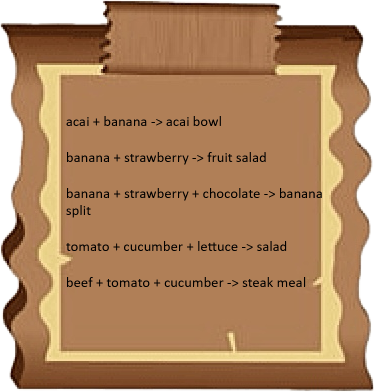 acai + banana -> acai bowl
banana + strawberry -> fruit salad
banana + strawberry + chocolate -> banana
split
tomato + cucumber + lettuce -> salad
beef + tomato + cucumber -> steak meal